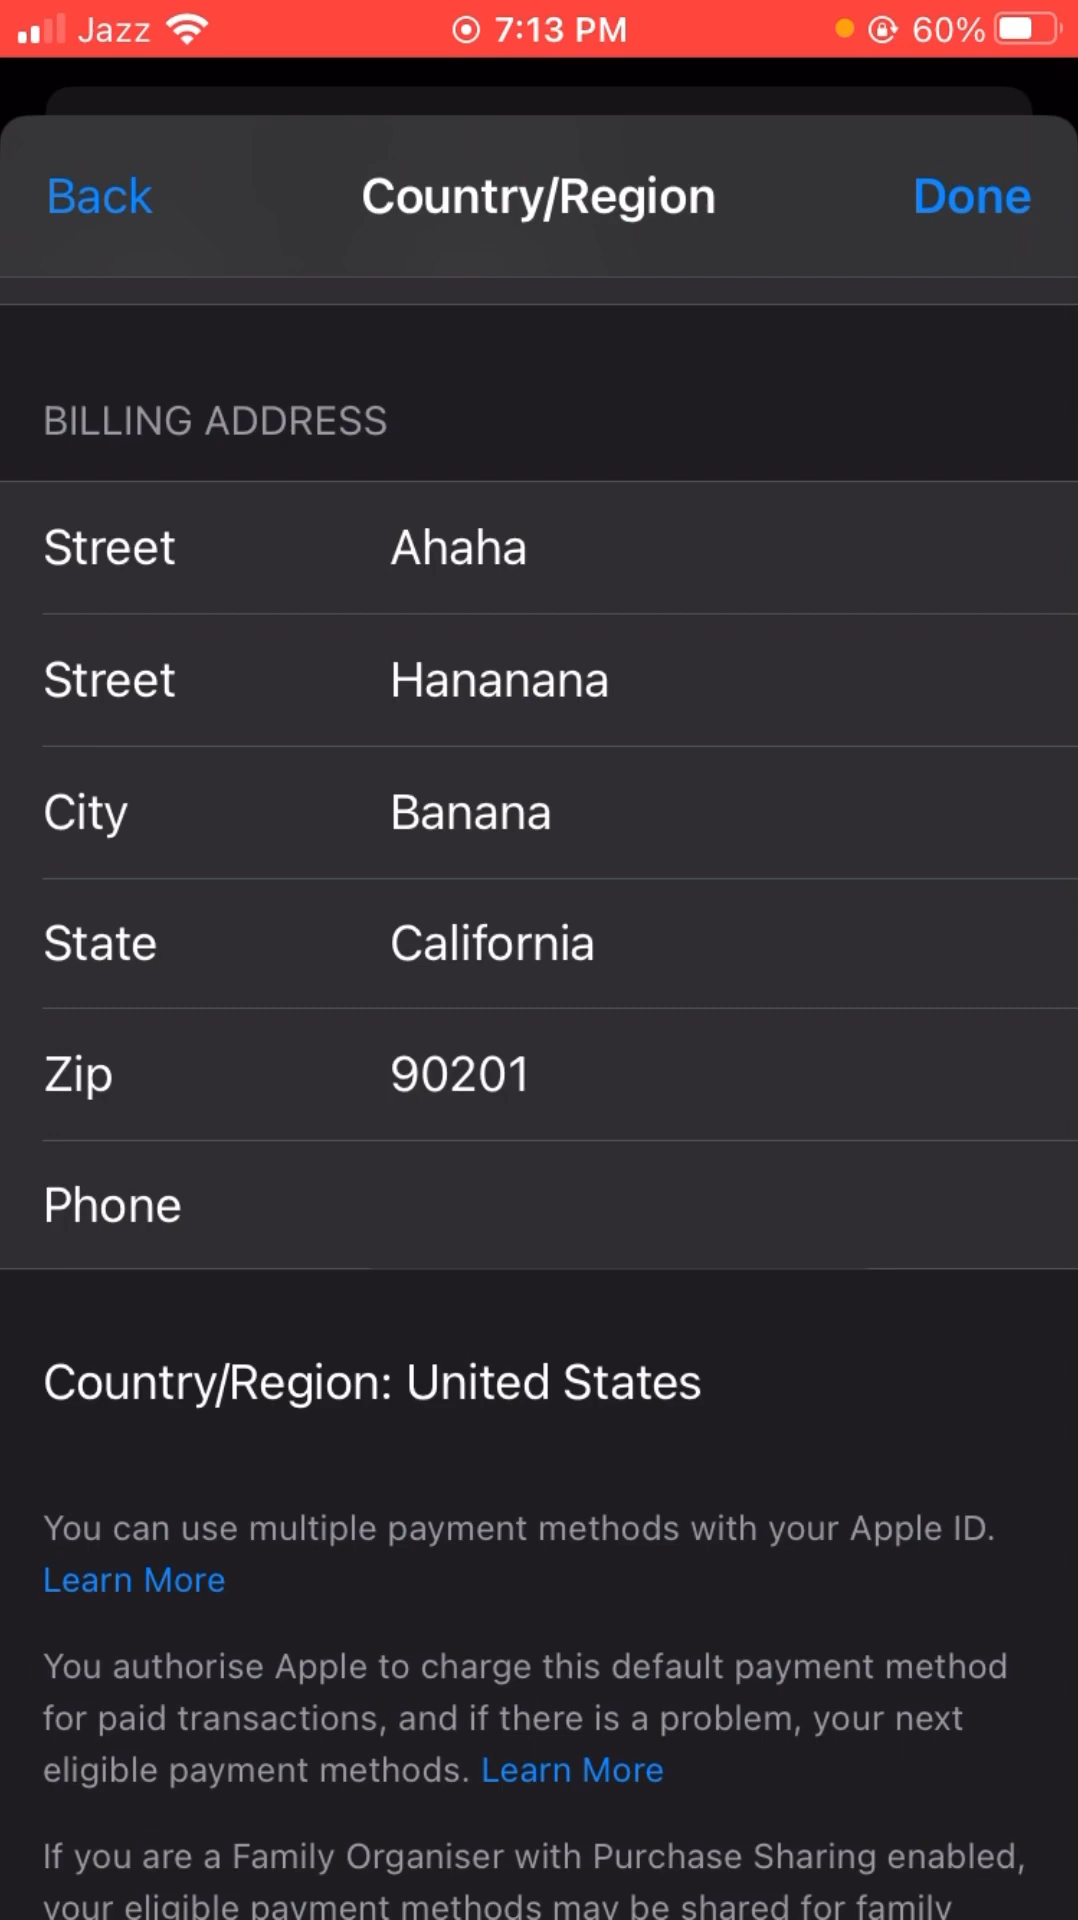 Jazz 7:13 PM 60%
Back Country/Region Done
BILLING ADDRESS
Street Ahaha
Street Hananana
City Banana
State California
Zip 90201
Phone
Country/Region: United States
You can use multiple payment methods with your Apple ID.
Learn More
You authorise Apple to charge this default payment method
for paid transactions, and if there is a problem, your next
eligible payment methods. Learn More
If you are a Family Organiser with Purchase Sharing enabled,
your eligible payment methods may be shared for family